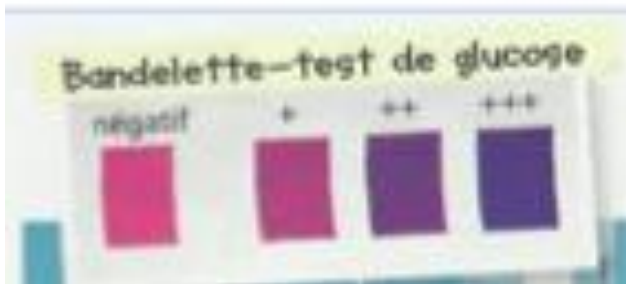 Bandelette-test de glucose
négatif + ++ +++